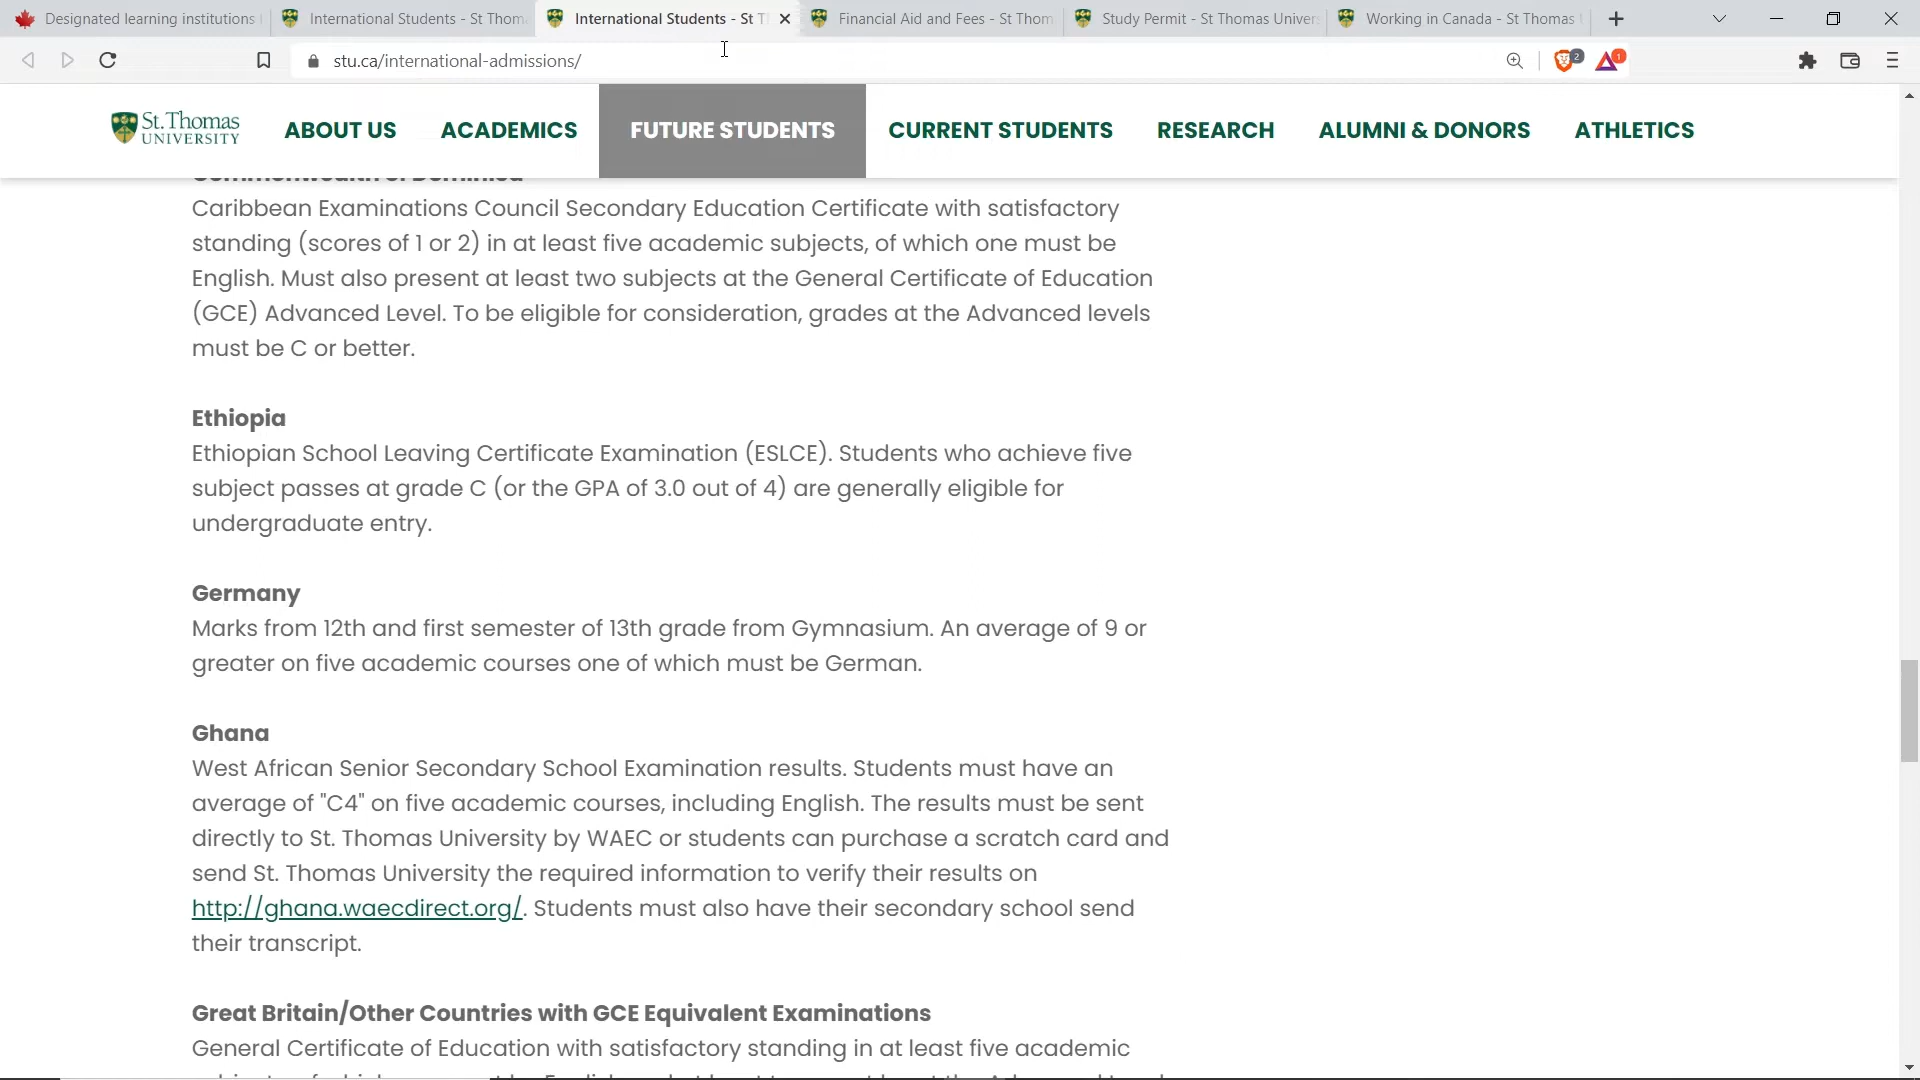 Designated learning institutions
International Students - St Thom
International Students - St T
Financial Aid and Fees - St Thom
Study Permit - St Thomas Univer
Working in Canada - St Thomas
stu.ca/international-admissions/
2
1
St. Thomas
UNIVERSITY
ABOUT US
ACADEMICS
FUTURE STUDENTS
CURRENT STUDENTS
RESEARCH
ALUMNI & DONORS
ATHLETICS
Commonwealth of Dominica
Caribbean Examinations Council Secondary Education Certificate with satisfactory
standing (scores of 1 or 2) in at least five academic subjects, of which one must be
English. Must also present at least two subjects at the General Certificate of Education
(GCE) Advanced Level. To be eligible for consideration, grades at the Advanced levels
must be C or better.
Ethiopia
Ethiopian School Leaving Certificate Examination (ESLCE). Students who achieve five
subject passes at grade C (or the GPA of 3.0 out of 4) are generally eligible for
undergraduate entry.
Germany
Marks from 12th and first semester of 13th grade from Gymnasium. An average of 9 or
greater on five academic courses one of which must be German.
Ghana
West African Senior Secondary School Examination results. Students must have an
average of "C4" on five academic courses, including English. The results must be sent
directly to St. Thomas University by WAEC or students can purchase a scratch card and
send St. Thomas University the required information to verify their results on
http://ghana.waecdirect.org/. Students must also have their secondary school send
their transcript.
Great Britain/Other Countries with GCE Equivalent Examinations
General Certificate of Education with satisfactory standing in at least five academic